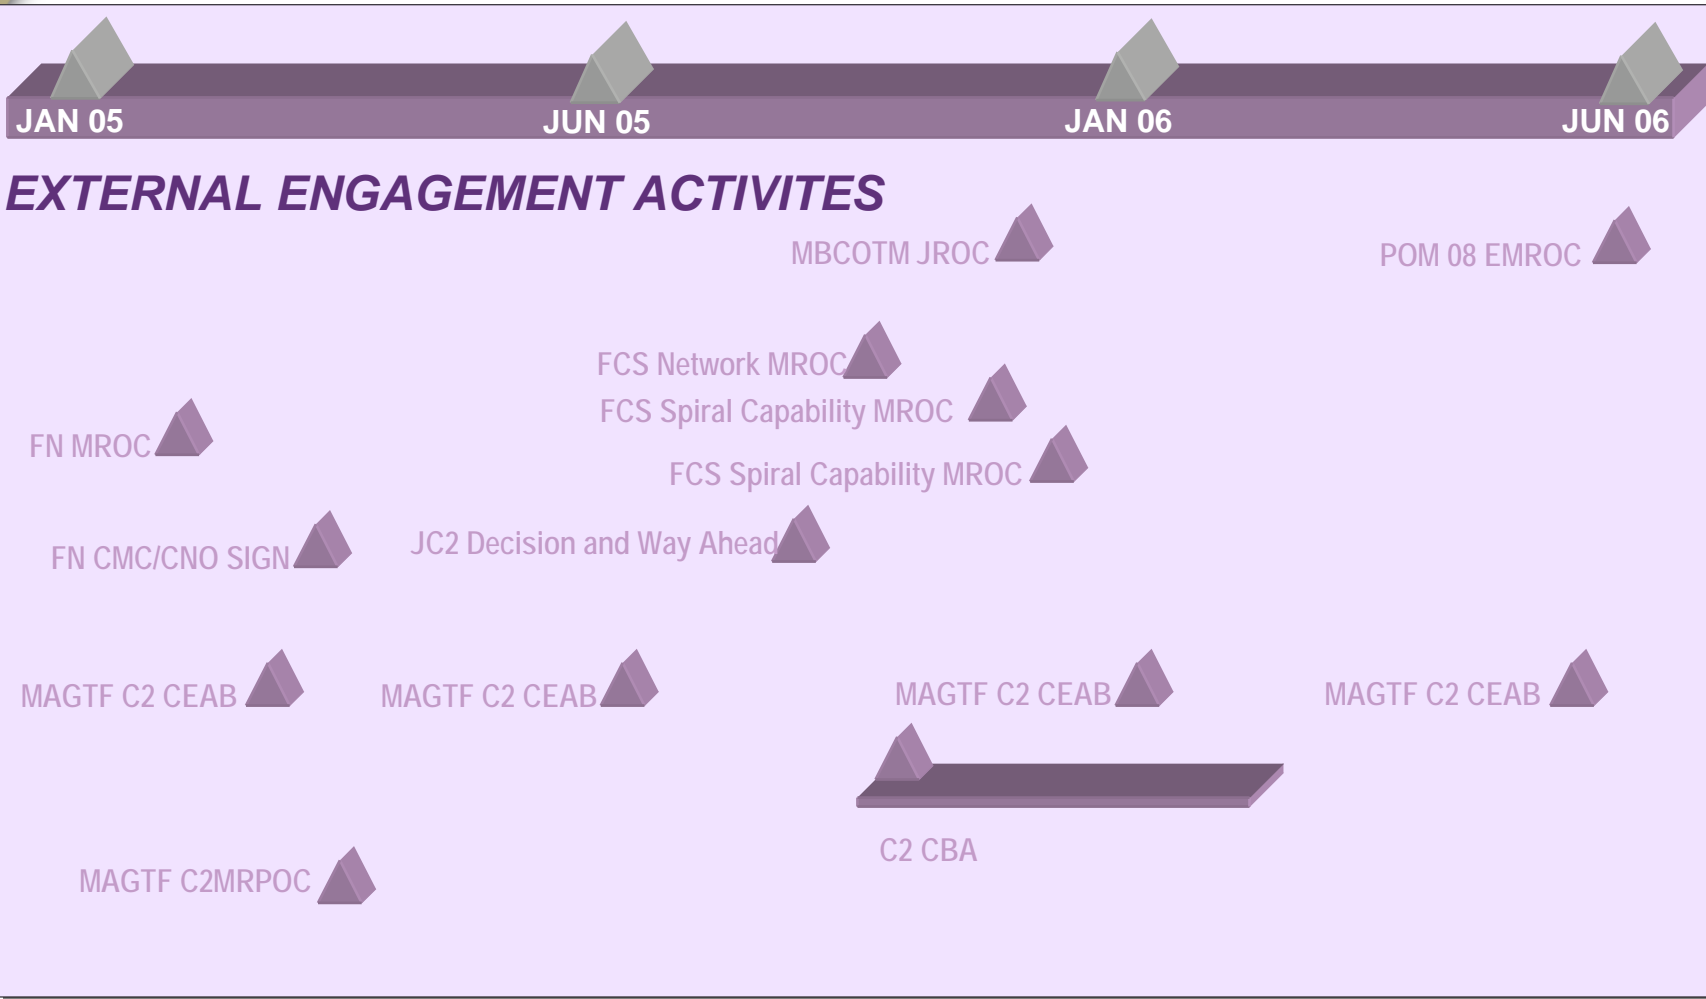 JAN 05
JUN 05
JAN 06
JUN 06
EXTERNAL ENGAGEMENT ACTIVITES
MBCOTM JROC
POM 08 EMROC
FCS Network MROC
FCS Spiral Capability MROC
FN MROC
FCS Spiral Capability MROC
JC2 Decision and Way Ahead
FN CMC/CNO SIGN
MAGTF C2 CEAB
MAGTF C2 CEAB
MAGTF C2 CEAB
MAGTF C2 CEAB
C2 CBA
MAGTF C2MRPOC